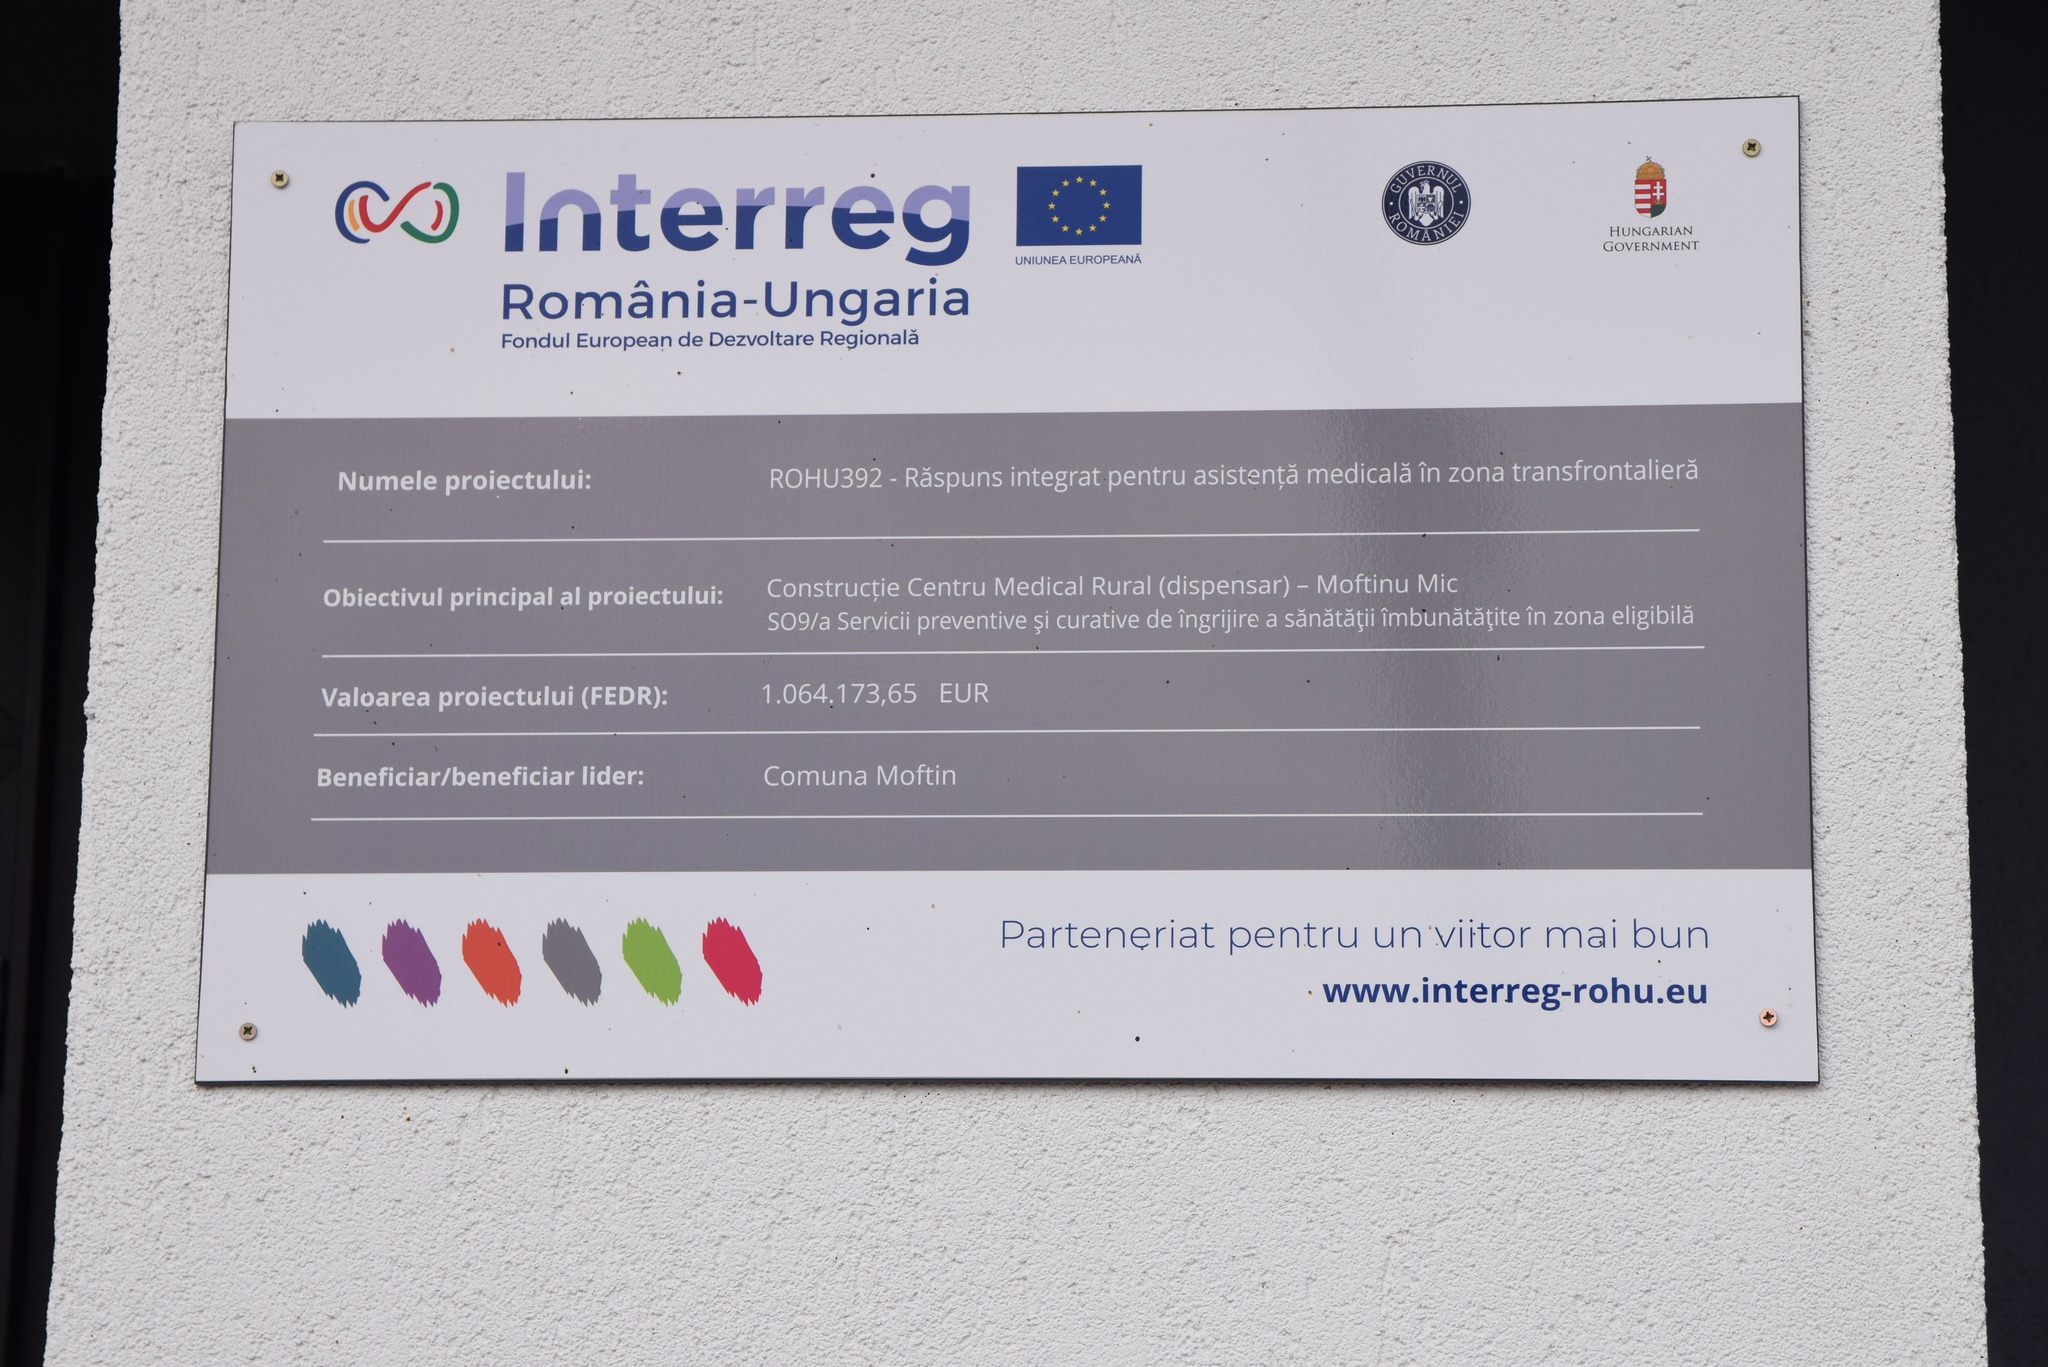 Interreg
România-Ungaria
Fondul European de Dezvoltare Regională
UNIUNEA EUROPEANĂ
GUVERNUL ROMÂNIEI
HUNGARIAN
GOVERNMENT
Numele proiectului: ROHU392 - Răspuns integrat pentru asistență medicală în zona transfrontalieră
Obiectivul principal al proiectului: Construcție Centru Medical Rural (dispensar) – Moftinu Mic
SO9/a Servicii preventive şi curative de îngrijire a sănătăţii îmbunătăţite în zona eligibilă
Valoarea proiectului (FEDR): 1.064.173,65 EUR
Beneficiar/beneficiar lider: Comuna Moftin
Parteneriat pentru un viitor mai bun
www.interreg-rohu.eu